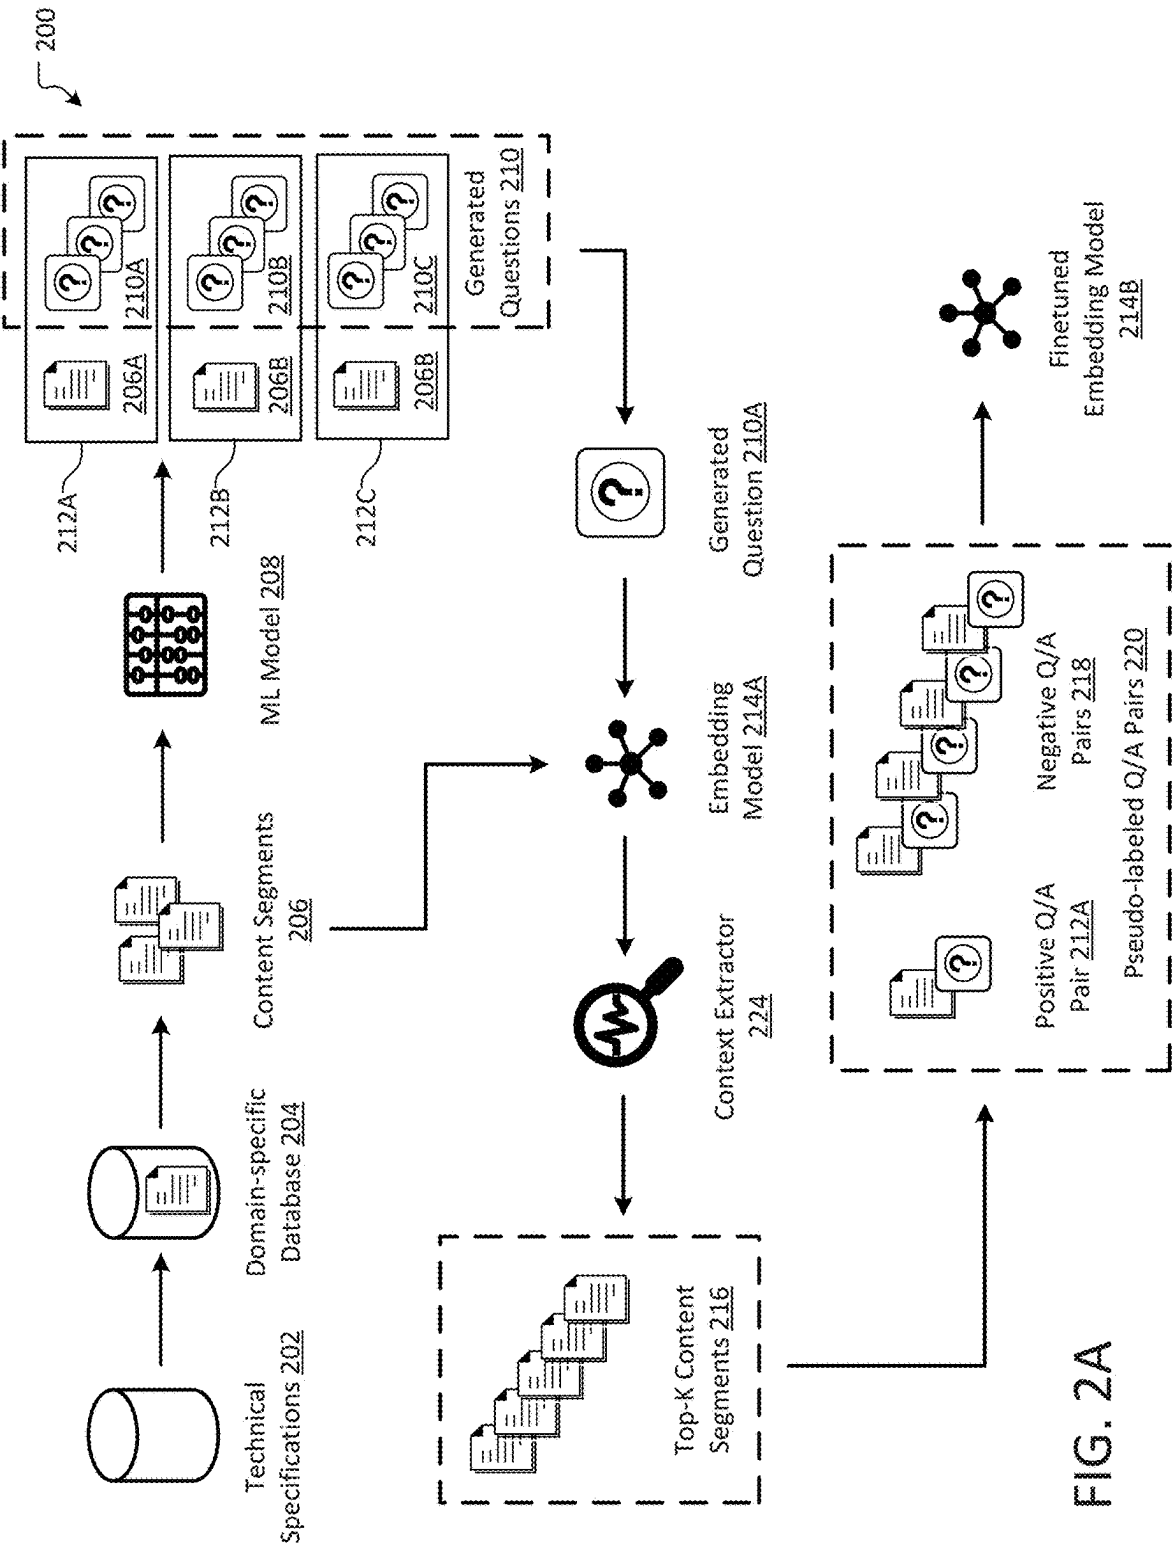 200
Technical
Specifications 202
Domain-specific
Database 204
Content Segments
206
ML Model 208
212A
206A
210A
212B
206B
210B
212C
206B
210C
Generated
Questions 210
Generated
Question 210A
Embedding
Model 214A
Context Extractor
224
Top-K Content
Segments 216
Positive Q/A
Pair 212A
Negative Q/A
Pairs 218
Pseudo-labeled Q/A Pairs 220
Finetuned
Embedding Model
214B
FIG. 2A